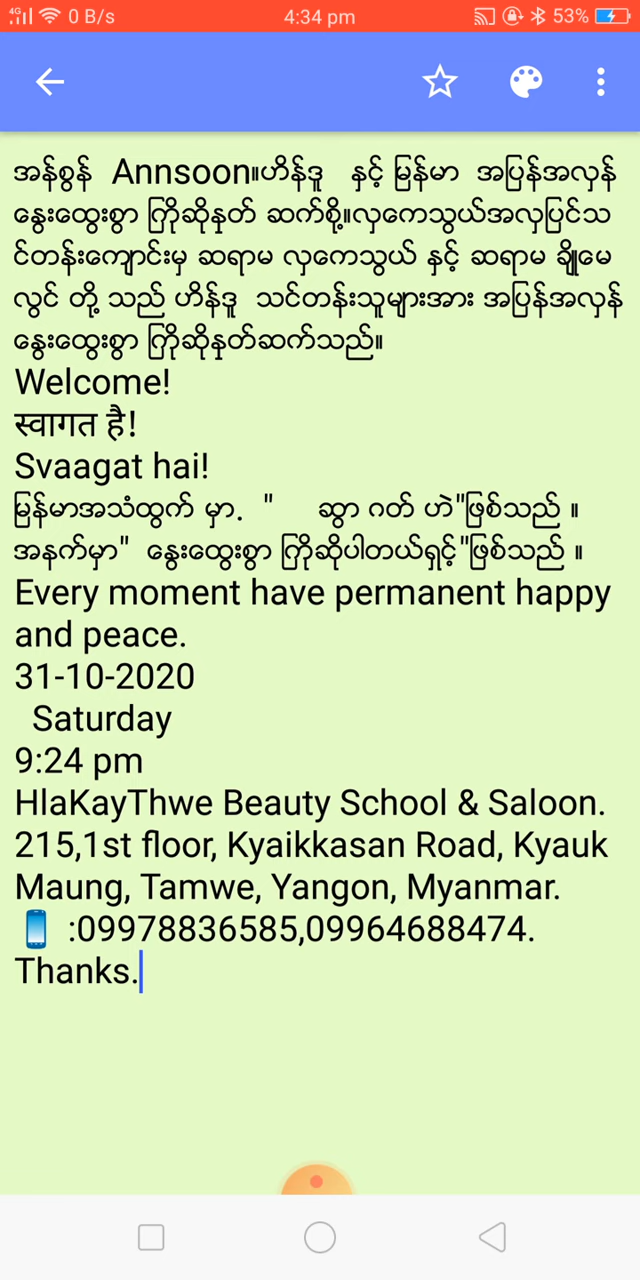 4G 0 B/s 4:34 pm 53%
အန်စွန် Annsoon။ဟိန်ဒူ နှင့် မြန်မာ အပြန်အလှန်
နွေးထွေးစွာ ကြိုဆိုနှတ် ဆက်စို့။လှကေသွယ်အလှပြင်သ
င်တန်းကျောင်းမှ ဆရာမ လှကေသွယ် နှင့် ဆရာမ ချိုမေ
လွင် တို့ သည် ဟိန်ဒူ သင်တန်းသူများအား အပြန်အလှန်
နွေးထွေးစွာ ကြိုဆိုနှတ်ဆက်သည်။
Welcome!
स्वागत है!
Svaagat hai!
မြန်မာအသံထွက် မှာ. " ဆွာ ဂတ် ဟဲ"ဖြစ်သည် ။
အနက်မှာ" နွေးထွေးစွာ ကြိုဆိုပါတယ်ရှင့်"ဖြစ်သည် ။
Every moment have permanent happy
and peace.
31-10-2020
Saturday
9:24 pm
HlaKayThwe Beauty School & Saloon.
215,1st floor, Kyaikkasan Road, Kyauk
Maung, Tamwe, Yangon, Myanmar.
📱 :09978836585,09964688474.
Thanks.